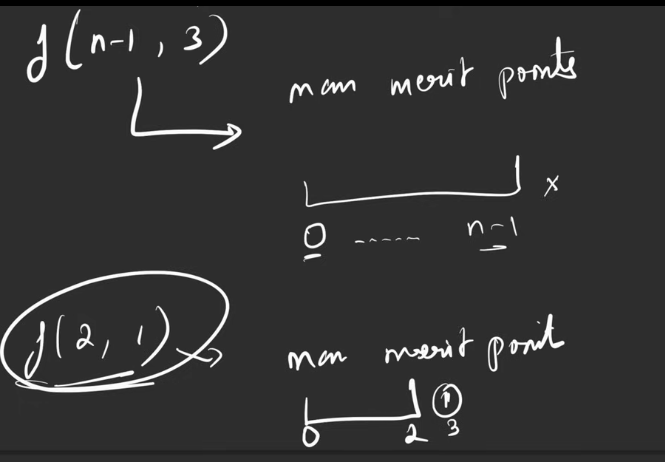 f(n-1, 3)
max merit points
x
0 ------ n-1
f(2, 1)
max merit point
1
0 2 3